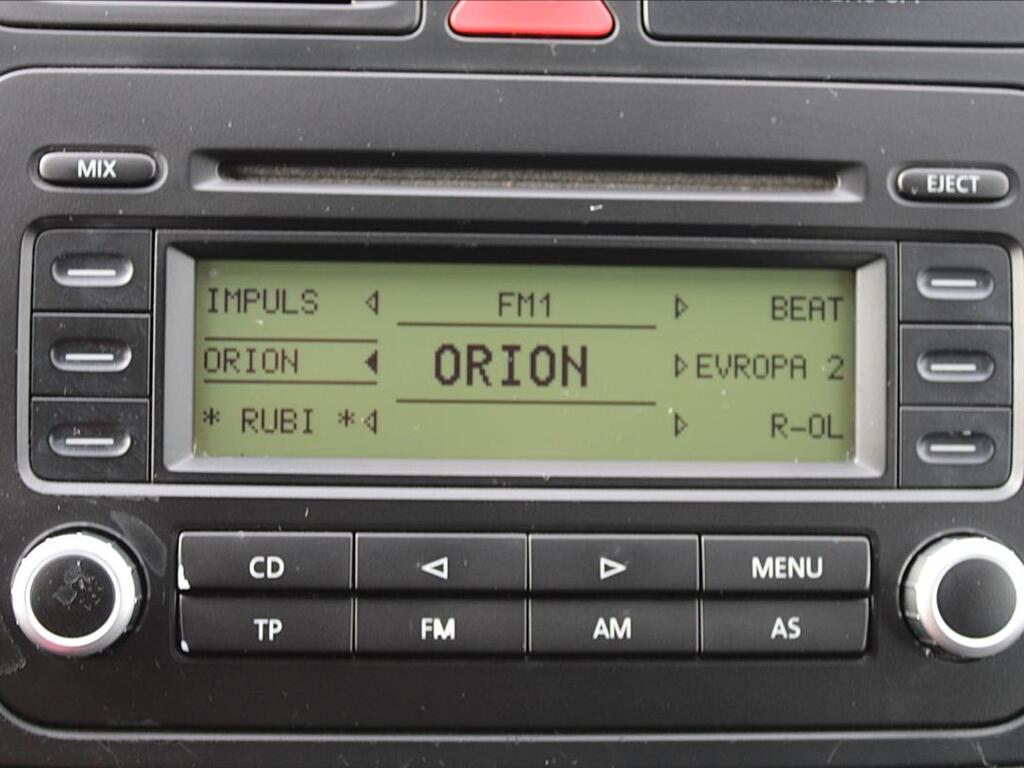 MIX
EJECT
IMPULS FM1 BEAT
ORION ORION EVROPA 2
* RUBI * R-OL
CD MENU
TP FM AM AS